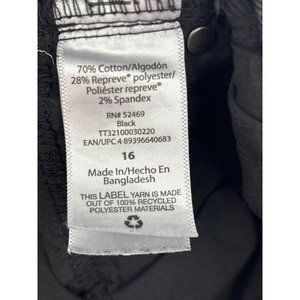 70% Cotton/Algodón
28% Repreve® polyester/
Poliéster repreve®
2% Spandex
RN# 52469
Black
TT32100030220
EAN/UPC 4 89396640683
16
Made In/Hecho En
Bangladesh
THIS LABEL YARN IS MADE
OUT OF 100% RECYCLED
POLYESTER MATERIALS